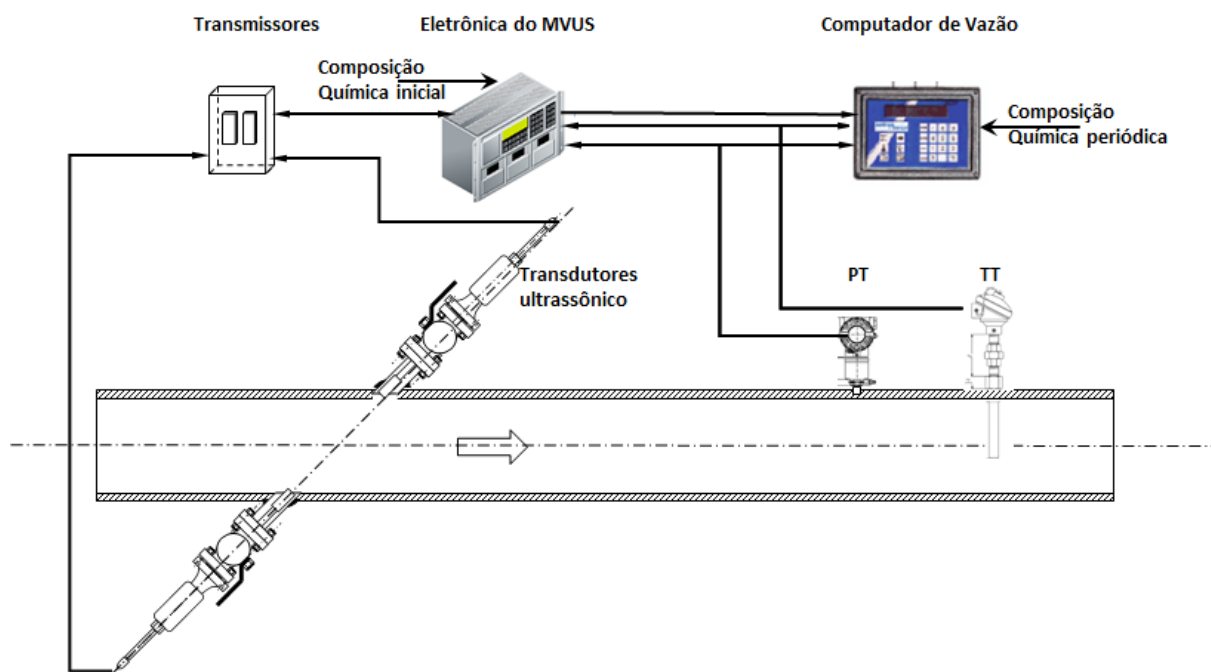 Transmissores
Eletrônica do MVUS
Computador de Vazão
Composição
Química inicial
Composição
Química periódica
Transdutores
ultrassônico
PT
TT